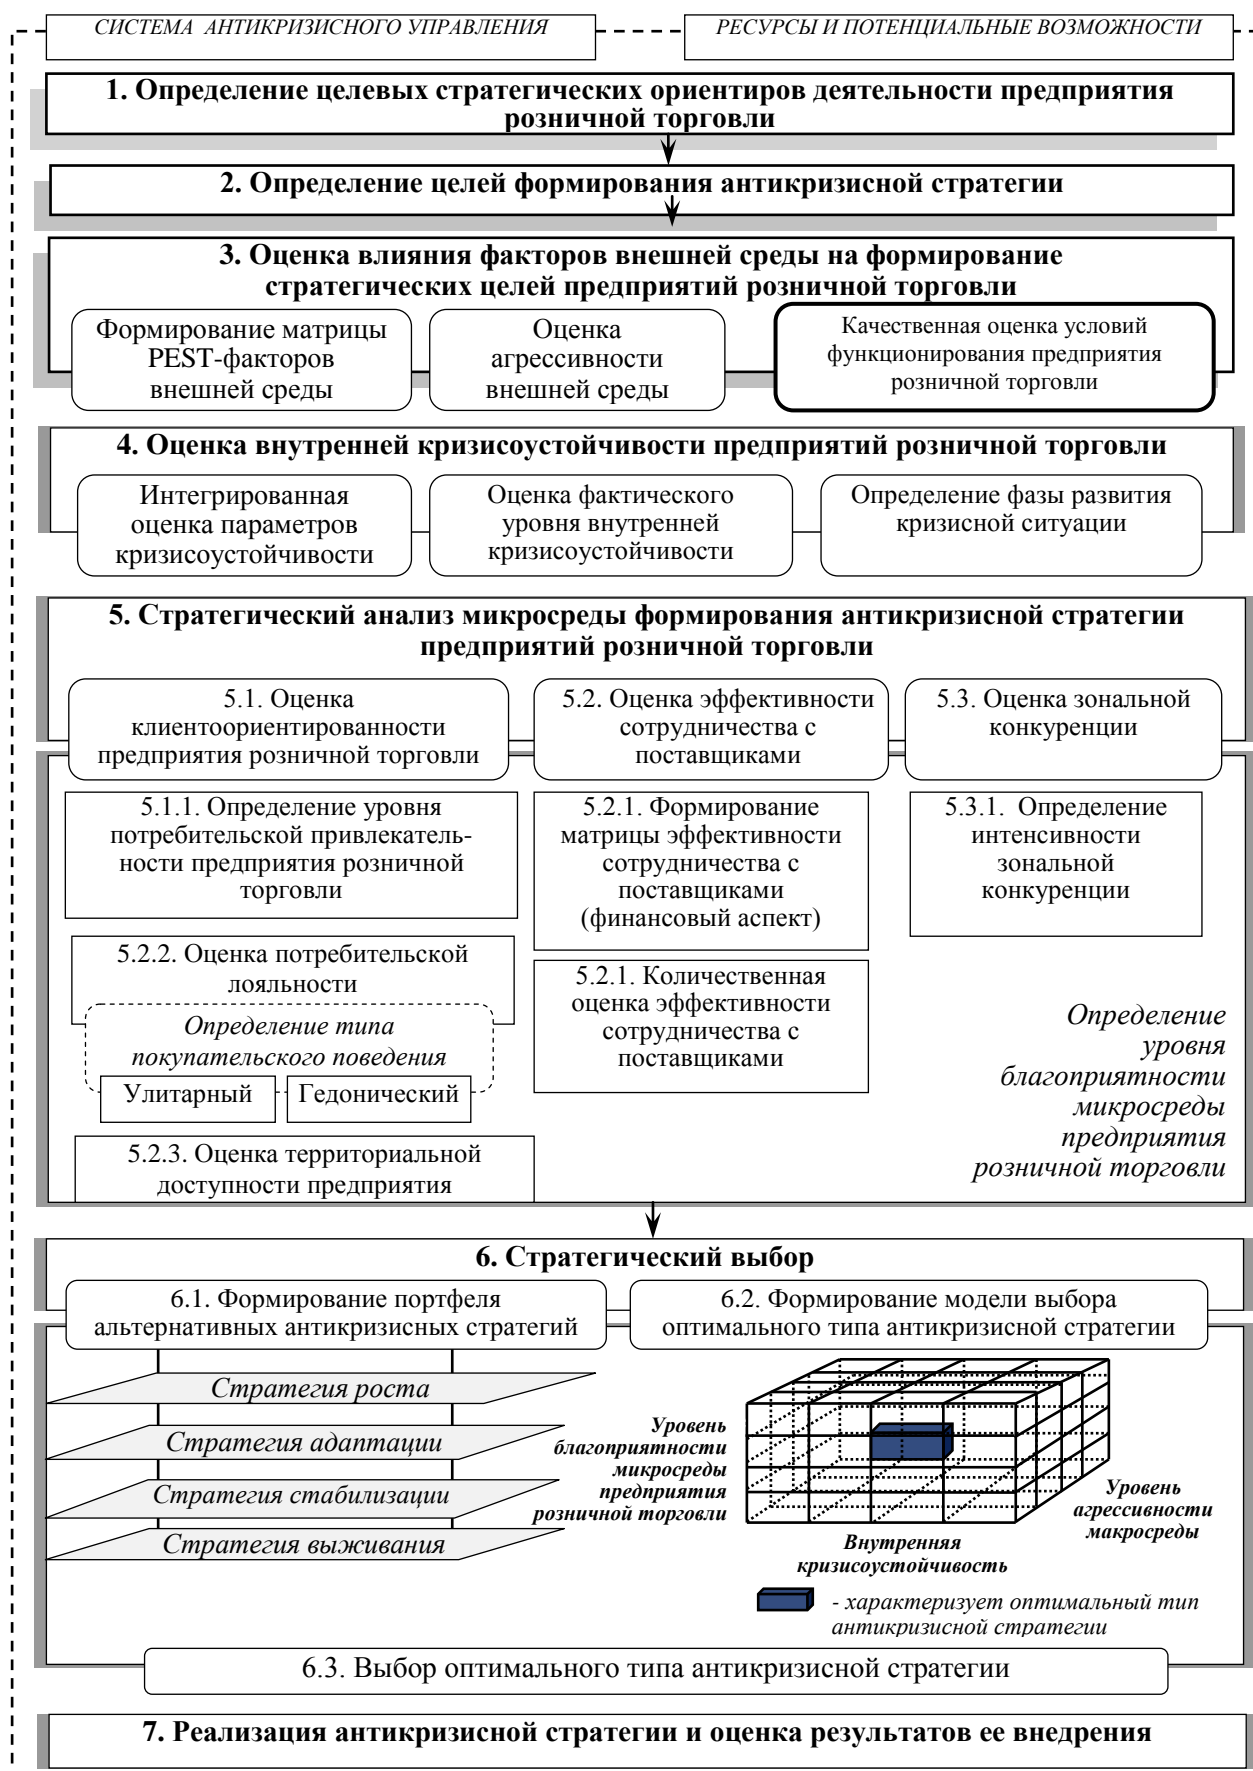 СИСТЕМА АНТИКРИЗИСНОГО УПРАВЛЕНИЯ
РЕСУРСЫ И ПОТЕНЦИАЛЬНЫЕ ВОЗМОЖНОСТИ
1. Определение целевых стратегических ориентиров деятельности предприятия
розничной торговли
2. Определение целей формирования антикризисной стратегии
3. Оценка влияния факторов внешней среды на формирование
стратегических целей предприятий розничной торговли
Формирование матрицы
PEST-факторов
внешней среды
Оценка
агрессивности
внешней среды
Качественная оценка условий
функционирования предприятия
розничной торговли
4. Оценка внутренней кризисоустойчивости предприятий розничной торговли
Интегрированная
оценка параметров
кризисоустойчивости
Оценка фактического
уровня внутренней
кризисоустойчивости
Определение фазы развития
кризисной ситуации
5. Стратегический анализ микросреды формирования антикризисной стратегии
предприятий розничной торговли
5.1. Оценка
клиентоориентированности
предприятия розничной торговли
5.2. Оценка эффективности
сотрудничества с
поставщиками
5.3. Оценка зональной
конкуренции
5.1.1. Определение уровня
потребительской привлекатель-
ности предприятия розничной
торговли
5.2.1. Формирование
матрицы эффективности
сотрудничества с
поставщиками
(финансовый аспект)
5.3.1. Определение
интенсивности
зональной
конкуренции
5.2.2. Оценка потребительской
лояльности
Определение типа
покупательского поведения
Улитарный
Гедонический
5.2.1. Количественная
оценка эффективности
сотрудничества с
поставщиками
Определение
уровня
благоприятности
микросреды
предприятия
розничной торговли
5.2.3. Оценка территориальной
доступности предприятия
6. Стратегический выбор
6.1. Формирование портфеля
альтернативных антикризисных стратегий
6.2. Формирование модели выбора
оптимального типа антикризисной стратегии
Стратегия роста
Стратегия адаптации
Стратегия стабилизации
Стратегия выживания
Уровень
благоприятности
микросреды
предприятия
розничной торговли
Уровень
агрессивности
макросреды
Внутренняя
кризисоустойчивость
- характеризует оптимальный тип
антикризисной стратегии
6.3. Выбор оптимального типа антикризисной стратегии
7. Реализация антикризисной стратегии и оценка результатов ее внедрения